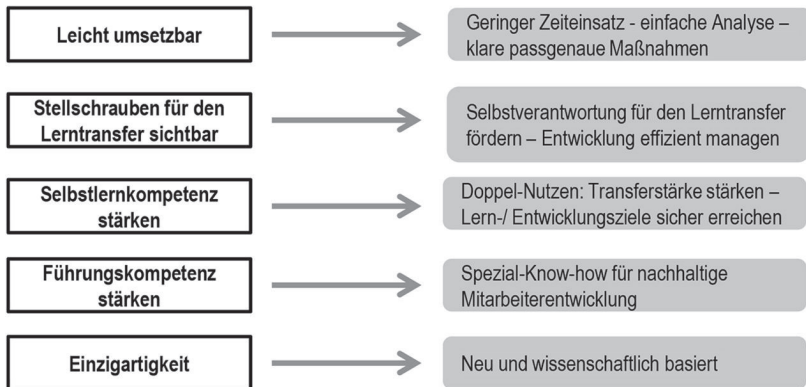 Leicht umsetzbar
Geringer Zeiteinsatz - einfache Analyse –
klare passgenaue Maßnahmen
Stellschrauben für den
Lerntransfer sichtbar
Selbstverantwortung für den Lerntransfer
fördern – Entwicklung effizient managen
Selbstlernkompetenz
stärken
Doppel-Nutzen: Transferstärke stärken –
Lern-/ Entwicklungsziele sicher erreichen
Führungskompetenz
stärken
Spezial-Know-how für nachhaltige
Mitarbeiterentwicklung
Einzigartigkeit
Neu und wissenschaftlich basiert